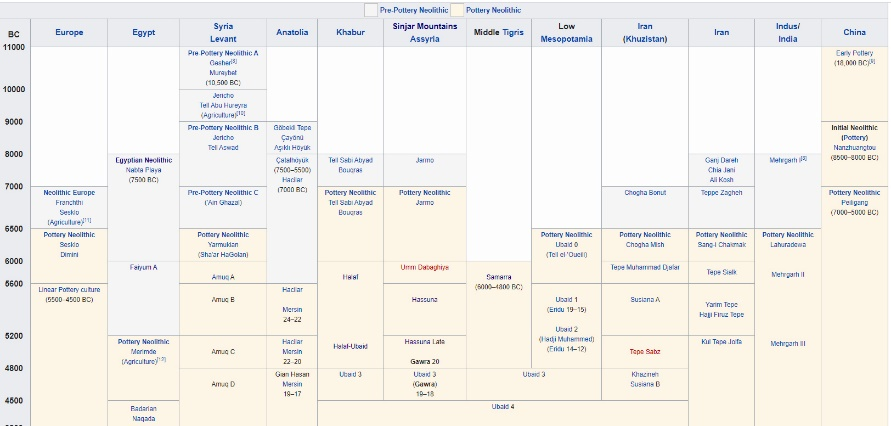 Pre-Pottery Neolithic Pottery Neolithic
BC
Europe
Egypt
Syria
Levant
Anatolia
Khabur
Sinjar Mountains
Assyria
Middle Tigris
Low
Mesopotamia
Iran
(Khuzistan)
Iran
Indus/
India
China
11000
Pre-Pottery Neolithic A
Gesher[8]
Mureybet
(10,500 BC)
Early Pottery
(18,000 BC)[9]
10000
Jericho
Tell Abu Hureyra
(Agriculture)[10]
9000
Pre-Pottery Neolithic B
Jericho
Tell Aswad
Göbekli Tepe
Çayönü
Aşıklı Höyük
Initial Neolithic
(Pottery)
Nanzhuangtou
(8500–8000 BC)
8000
Egyptian Neolithic
Nabta Playa
(7500 BC)
Çatalhöyük
(7500–5500)
Hacilar
(7000 BC)
Tell Sabi Abyad
Bouqras
Jarmo
Ganj Dareh
Chia Jani
Ali Kosh
Mehrgarh I[9]
7000
Neolithic Europe
Franchthi
Sesklo
(Agriculture)[11]
Pre-Pottery Neolithic C
('Ain Ghazal)
Pottery Neolithic
Tell Sabi Abyad
Bouqras
Pottery Neolithic
Jarmo
Chogha Bonut
Teppe Zagheh
Pottery Neolithic
Peiligang
(7000–5000 BC)
6500
Pottery Neolithic
Sesklo
Dimini
Pottery Neolithic
Yarmukian
(Sha'ar HaGolan)
Pottery Neolithic
Ubaid 0
(Tell el-'Oueili)
Pottery Neolithic
Chogha Mish
Pottery Neolithic
Sang-i Chakmak
Pottery Neolithic
Lahuradewa
6000
Faiyum A
Amuq A
Halaf
Umm Dabaghiya
Samarra
(6000–4800 BC)
Tepe Muhammad Djafar
Tepe Sialk
Mehrgarh II
5600
Linear Pottery culture
(5500–4500 BC)
Amuq B
Hacilar
Mersin
24–22
Hassuna
Ubaid 1
(Eridu 19–15)
Ubaid 2
(Hadji Muhammed)
(Eridu 14–12)
Susiana A
Yarim Tepe
Hajji Firuz Tepe
5200
Pottery Neolithic
Merimde
(Agriculture)[12]
Amuq C
Hacilar
Mersin
22–20
Halaf-Ubaid
Hassuna Late
Gawra 20
Tepe Sabz
Kul Tepe Jolfa
Mehrgarh III
4800
Amuq D
Gian Hasan
Mersin
19–17
Ubaid 3
Ubaid 3
(Gawra)
19–18
Ubaid 3
Khazineh
Susiana B
4600
Badarian
Naqada
Ubaid 4